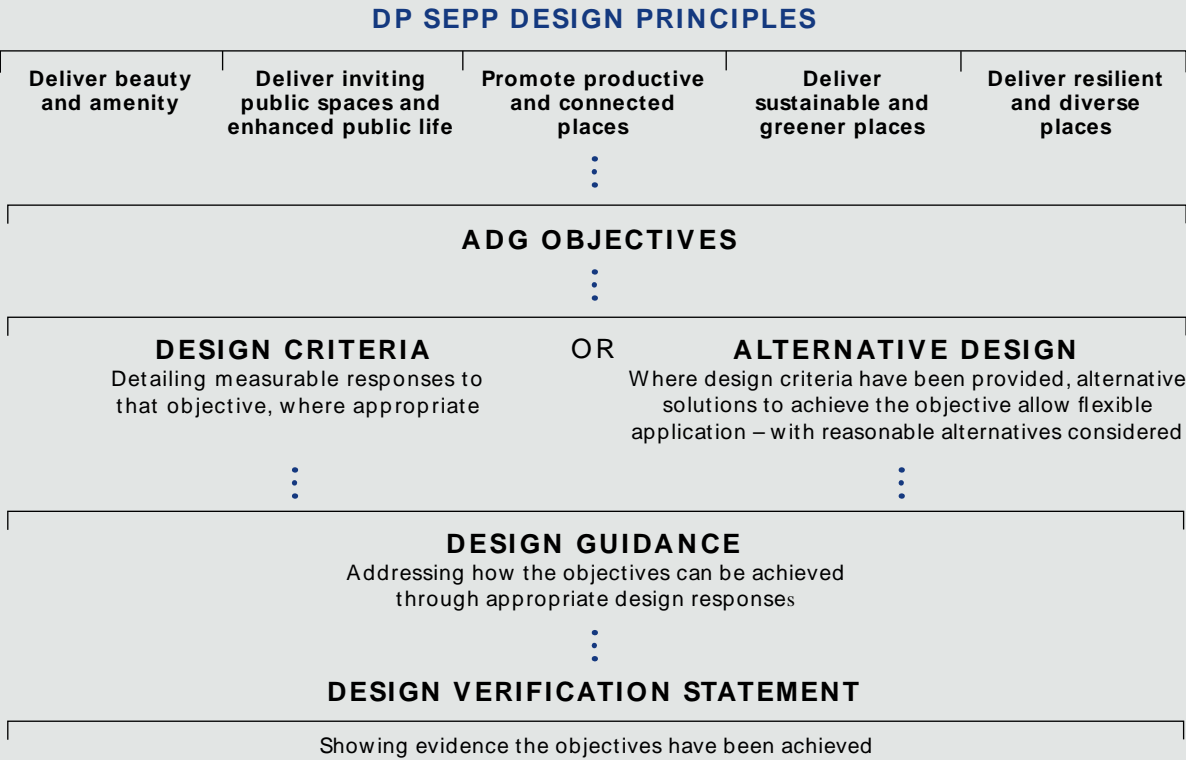 DP SEPP DESIGN PRINCIPLES
Deliver beauty
and amenity
Deliver inviting
public spaces and
enhanced public life
Promote productive
and connected
places
Deliver
sustainable and
greener places
Deliver resilient
and diverse
places
ADG OBJECTIVES
DESIGN CRITERIA
Detailing measurable responses to
that objective, where appropriate
OR
ALTERNATIVE DESIGN
Where design criteria have been provided, alternative
solutions to achieve the objective allow flexible
application – with reasonable alternatives considered
DESIGN GUIDANCE
Addressing how the objectives can be achieved
through appropriate design responses
DESIGN VERIFICATION STATEMENT
Showing evidence the objectives have been achieved